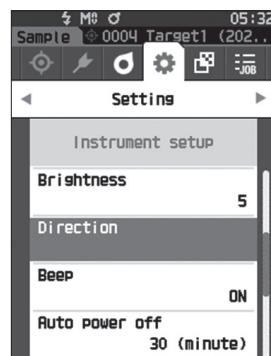 M0 05:32
Sample 0004 Target1 (202..
-JOB
Setting
Instrument setup
Brightness
5
Direction
Beep
ON
Auto power off
30 (minute)